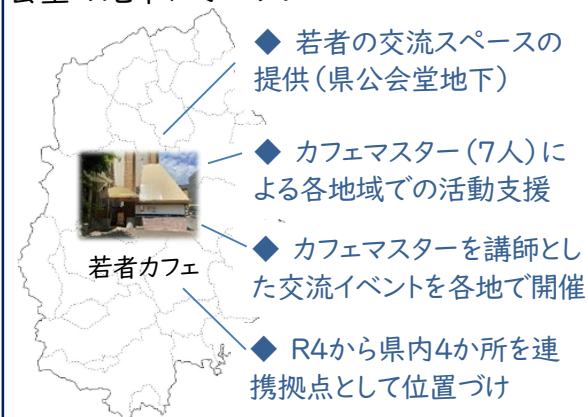 ◆ 若者の交流スペースの
提供（県公会堂地下）
◆ カフェマスター（7人）に
よる各地域での活動支援
若者カフェ
◆ カフェマスターを講師とし
た交流イベントを各地で開催
◆ R4から県内4か所を連
携拠点として位置づけ